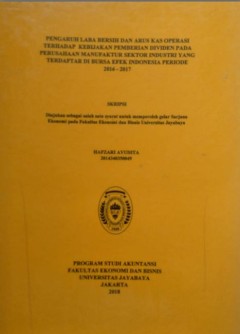 PENGARUH LABA BERSIH DAN ARUS KAS OPERASI
TERHADAP KEBIJAKAN PEMBERIAN DIVIDEN PADA
PERUSAHAAN MANUFAKTUR SEKTOR INDUSTRI YANG
TERDAFTAR DI BURSA EFEK INDONESIA PERIODE
2016 - 2017
SKRIPSI
Diajukan sebagai salah satu syarat untuk memperoleh gelar Sarjana
Ekonomi pada Fakultas Ekonomi dan Bisnis Universitas Jayabaya
PROGRAM STUDI AKUNTANSI
FAKULTAS EKONOMI DAN BISNIS
UNIVERSITAS JAYABAYA
JAKARTA
2018